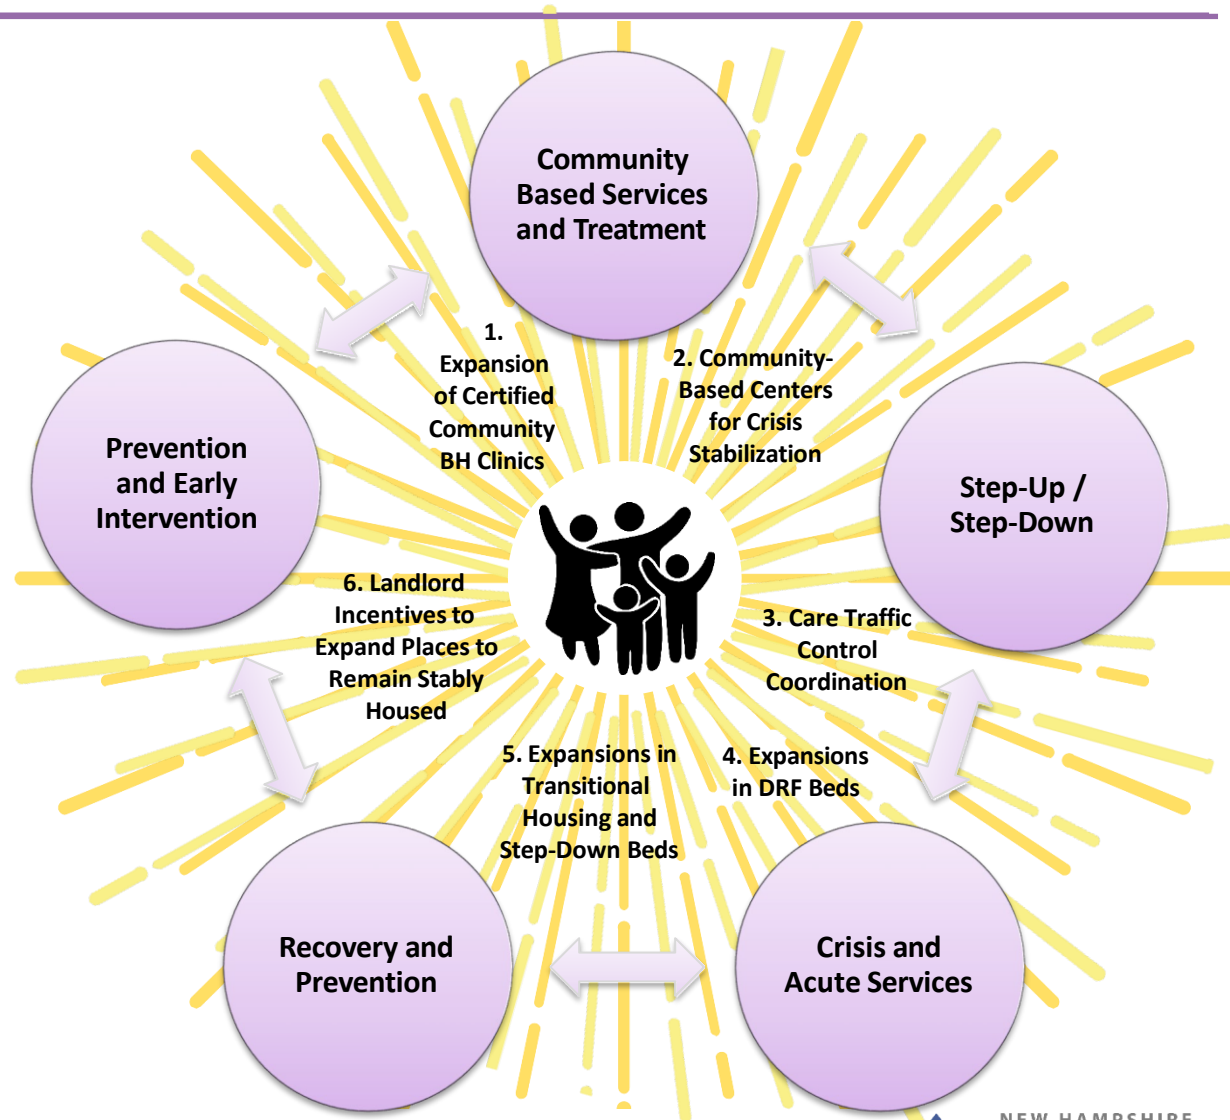 Community
Based Services
and Treatment
1.
Expansion
of Certified
Community
BH Clinics
2. Community-
Based Centers
for Crisis
Stabilization
Prevention
and Early
Intervention
Step-Up /
Step-Down
6. Landlord
Incentives to
Expand Places to
Remain Stably
Housed
3. Care Traffic
Control
Coordination
5. Expansions in
Transitional
Housing and
Step-Down Beds
4. Expansions
in DRF Beds
Recovery and
Prevention
Crisis and
Acute Services
NEW HAMPSHIRE